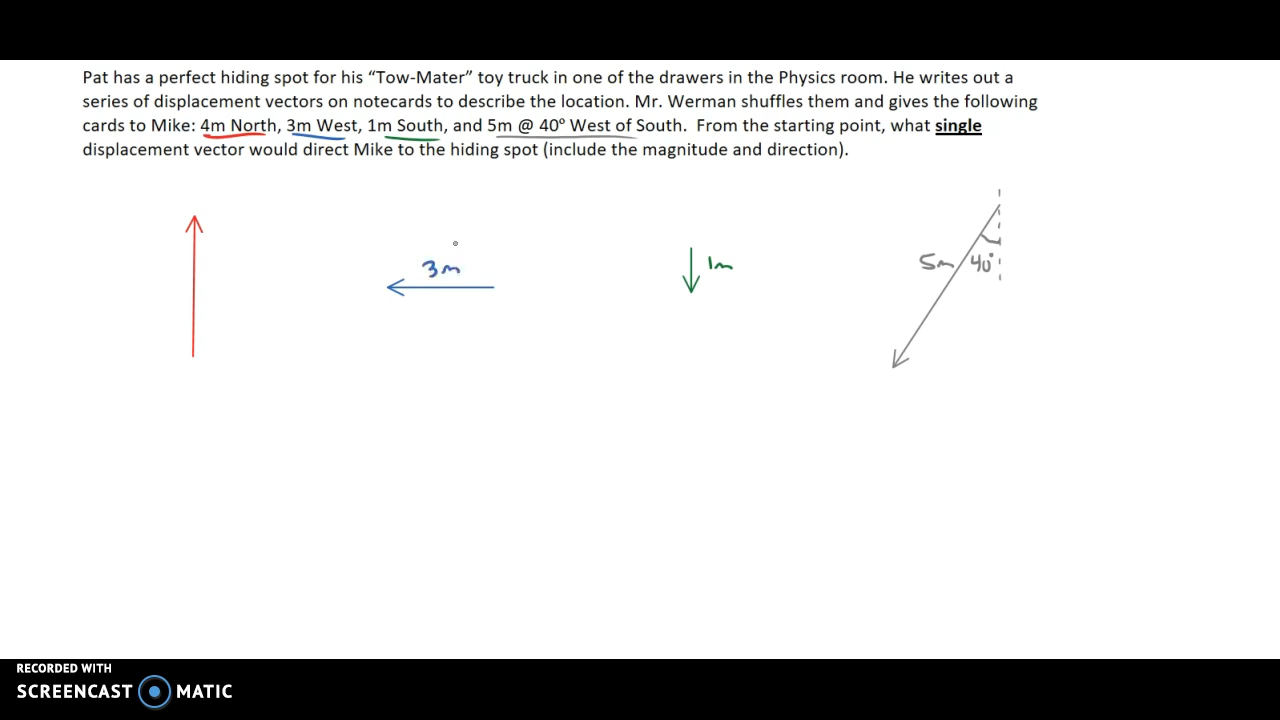 Pat has a perfect hiding spot for his “Tow-Mater” toy truck in one of the drawers in the Physics room. He writes out a
series of displacement vectors on notecards to describe the location. Mr. Werman shuffles them and gives the following
cards to Mike: 4m North, 3m West, 1m South, and 5m @ 40° West of South. From the starting point, what single
displacement vector would direct Mike to the hiding spot (include the magnitude and direction).
3m
1m
5m 40°
RECORDED WITH
SCREENCAST MATIC